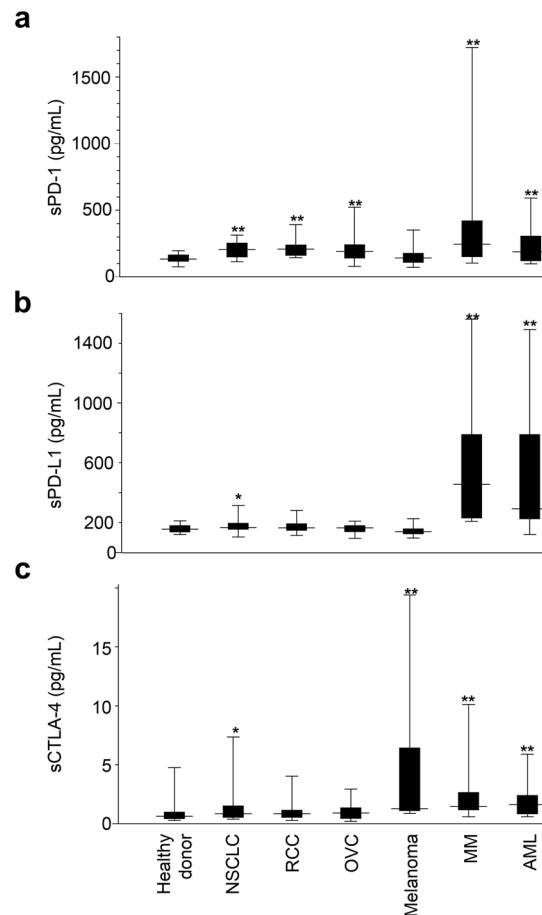 a
sPD-1 (pg/mL)
1500
1000
500
0
**
**
**
**
**
b
sPD-L1 (pg/mL)
1400
1000
600
200
0
*
**
**
c
sCTLA-4 (pg/mL)
15
10
5
0
*
**
**
**
Healthy
donor
NSCLC
RCC
OVC
Melanoma
MM
AML